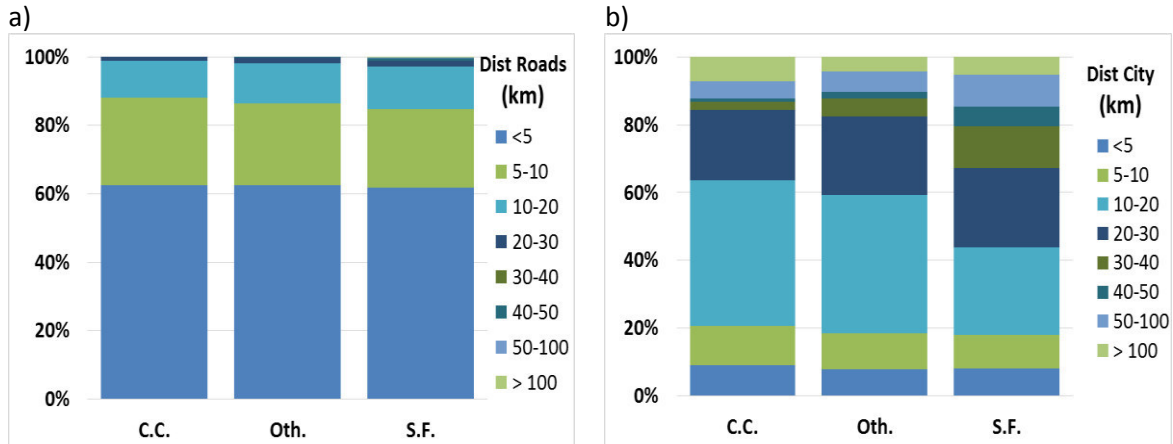 a)
100%
80%
60%
40%
20%
0%
C.C.
Oth.
S.F.
Dist Roads
(km)
<5
5-10
10-20
20-30
30-40
40-50
50-100
> 100
b)
100%
80%
60%
40%
20%
0%
C.C.
Oth.
S.F.
Dist City
(km)
<5
5-10
10-20
20-30
30-40
40-50
50-100
> 100